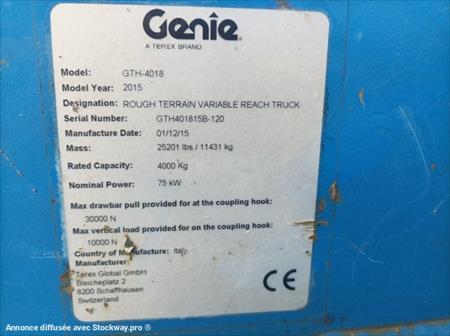 Genie
A TEREX BRAND
Model: GTH-4018
Model Year: 2015
Designation: ROUGH TERRAIN VARIABLE REACH TRUCK
Serial Number: GTH401815B-120
Manufacture Date: 01/12/15
Mass: 25201 lbs / 11431 kg
Rated Capacity: 4000 Kg
Nominal Power: 75 kW
Max drawbar pull provided for at the coupling hook:
30000 N
Max vertical load provided for on the coupling hook:
10000 N
Country of Manufacture: Italy
Manufacturer:
Terex Global GmbH
Bleicheplatz 2
8200 Schaffhausen
Switzerland
CE
Annonce diffusée avec Stockway.pro ®